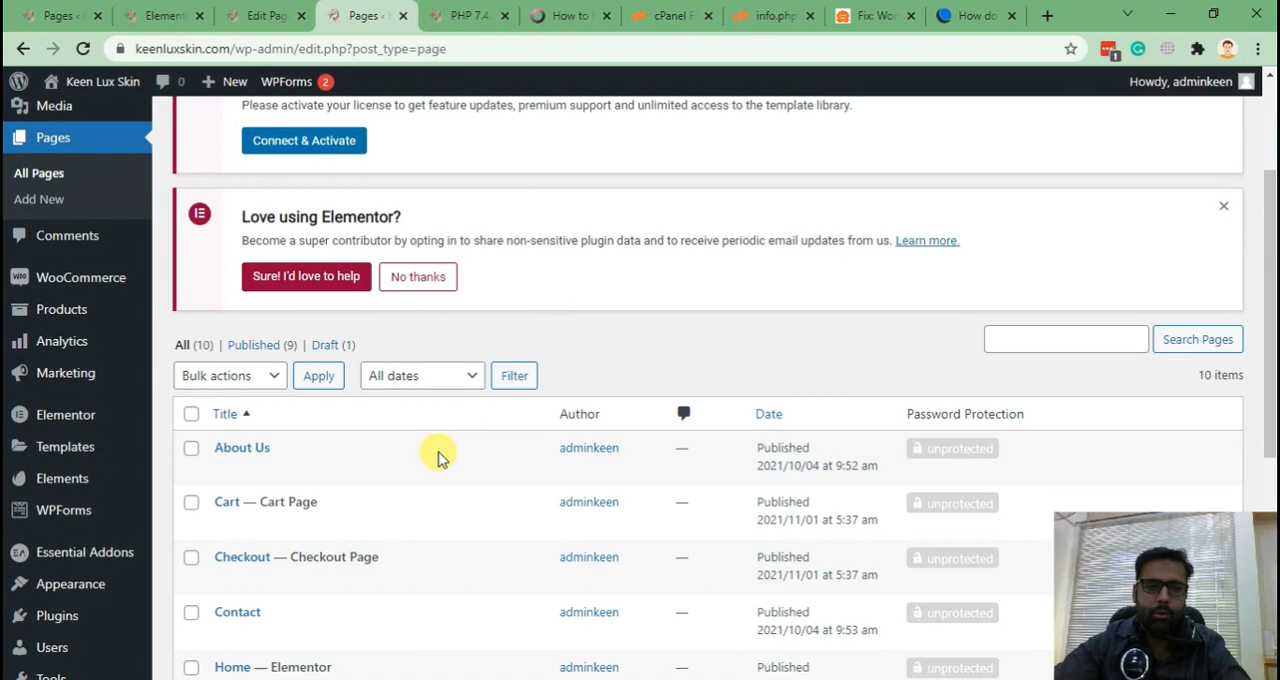 Pages ‹
Element
Edit Pag
Pages ‹
PHP 7.4
How to
cPanel F
info.php
Fix: Wor
How do
keenluxskin.com/wp-admin/edit.php?post_type=page
1
Keen Lux Skin
0
New
WPForms 2
Howdy, adminkeen
Media
Pages
All Pages
Add New
Comments
WooCommerce
Products
Analytics
Marketing
Elementor
Templates
Elements
WPForms
Essential Addons
Appearance
Plugins
Users
Tools
Please activate your license to get feature updates, premium support and unlimited access to the template library.
Connect & Activate
Love using Elementor?
Become a super contributor by opting in to share non-sensitive plugin data and to receive periodic email updates from us. Learn more.
Sure! I'd love to help
No thanks
All (10) | Published (9) | Draft (1)
Search Pages
Bulk actions
Apply
All dates
Filter
10 items
Title
Author
Date
Password Protection
About Us
adminkeen
—
Published
2021/10/04 at 9:52 am
unprotected
Cart — Cart Page
adminkeen
—
Published
2021/11/01 at 5:37 am
unprotected
Checkout — Checkout Page
adminkeen
—
Published
2021/11/01 at 5:37 am
unprotected
Contact
adminkeen
—
Published
2021/10/04 at 9:53 am
unprotected
Home — Elementor
adminkeen
—
Published
unprotected